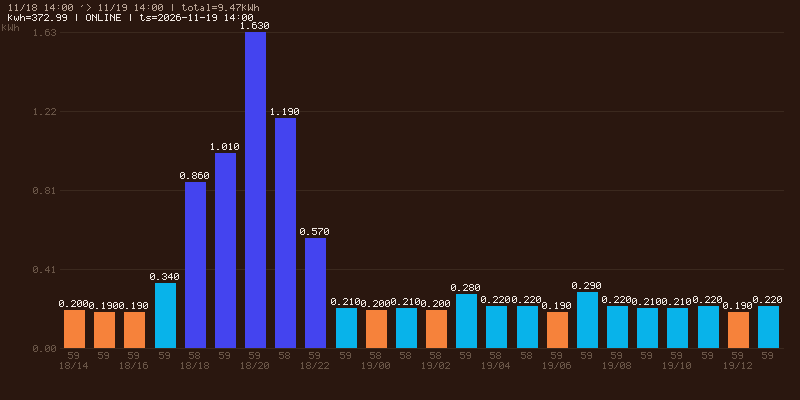 11/18 14:00 -> 11/19 14:00 | total=9.47kWh
kWh=372.99 | ONLINE | ts=2026-11-19 14:00
kWh
1.63
1.22
0.81
0.41
0.00
0.200 0.190 0.190 0.340 0.860 1.010 1.630 1.190 0.570 0.210 0.200 0.210 0.200 0.280 0.220 0.220 0.190 0.290 0.220 0.210 0.210 0.220 0.190 0.220
59 59 59 59 58 59 59 58 59 59 58 58 59 59 58 58 59 59 59 59 59 59 59 59
18/14 18/16 18/18 18/20 18/22 19/00 19/02 19/04 19/06 19/08 19/10 19/12